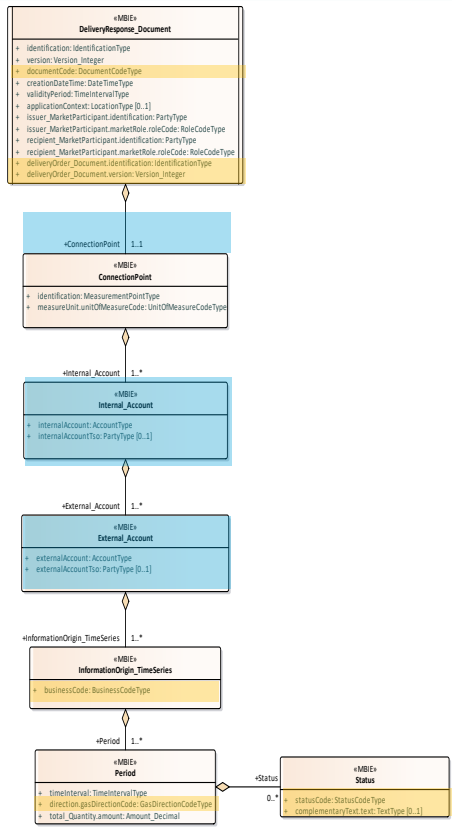 «MBIE»
DeliveryResponse_Document
+ identification: IdentificationType
+ version: Version_Integer
+ documentCode: DocumentCodeType
+ creationDateTime: DateTimeType
+ validityPeriod: TimeIntervalType
+ applicationContext: LocationType [0..1]
+ issuer_MarketParticipant.identification: PartyType
+ issuer_MarketParticipant.marketRole.roleCode: RoleCodeType
+ recipient_MarketParticipant.identification: PartyType
+ recipient_MarketParticipant.marketRole.roleCode: RoleCodeType
+ deliveryOrder_Document.identification: IdentificationType
+ deliveryOrder_Document.version: Version_Integer
+ConnectionPoint 1..1
«MBIE»
ConnectionPoint
+ identification: MeasurementPointType
+ measureUnit.unitOfMeasureCode: UnitOfMeasureCodeType
+Internal_Account 1..*
«MBIE»
Internal_Account
+ internalAccount: AccountType
+ internalAccountTso: PartyType [0..1]
+External_Account 1..*
«MBIE»
External_Account
+ externalAccount: AccountType
+ externalAccountTso: PartyType [0..1]
+InformationOrigin_TimeSeries 1..*
«MBIE»
InformationOrigin_TimeSeries
+ businessCode: BusinessCodeType
+Period 1..*
«MBIE»
Period
+ timeInterval: TimeIntervalType
+ direction.gasDirectionCode: GasDirectionCodeType
+ total_Quantity.amount: Amount_Decimal
+Status
0..*
«MBIE»
Status
+ statusCode: StatusCodeType
+ complementaryText.text: TextType [0..1]